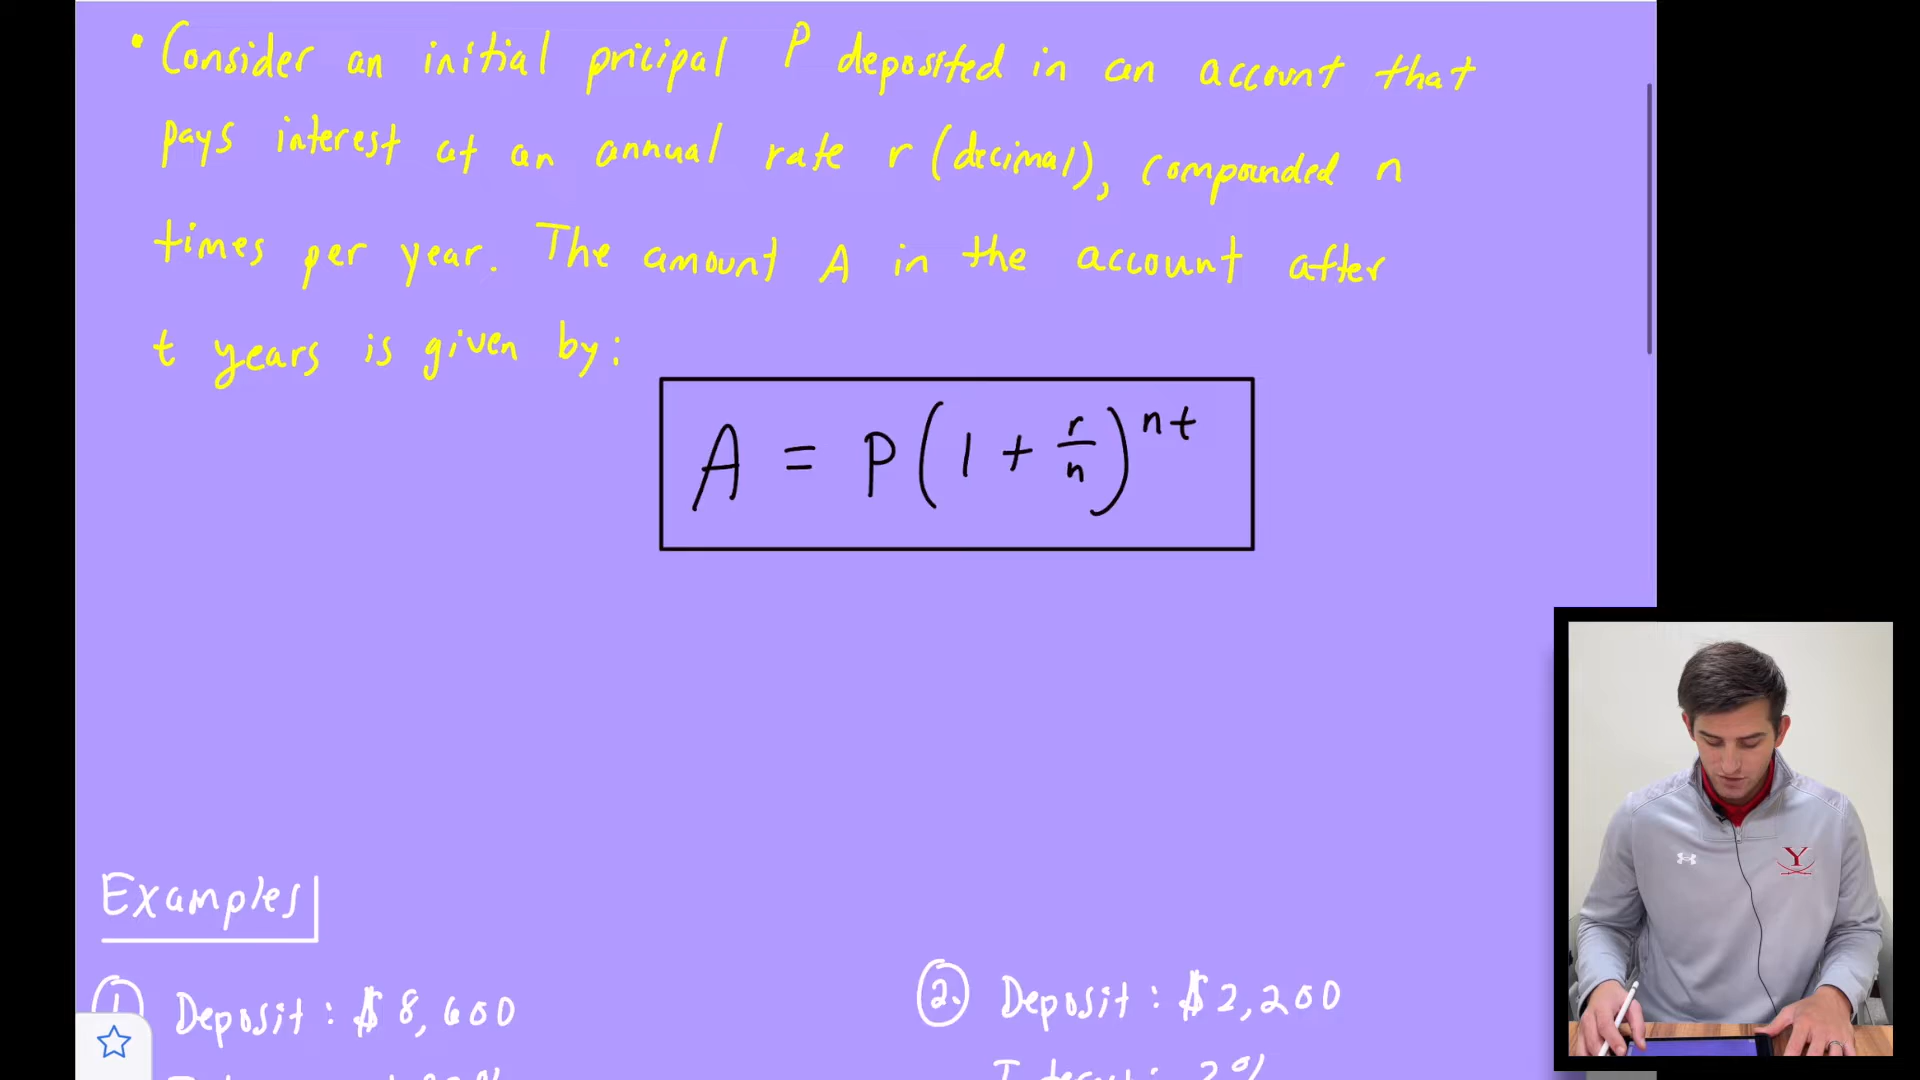 • Consider an initial pricipal P deposited in an account that
pays interest at an annual rate r (decimal), compounded n
times per year. The amount A in the account after
t years is given by:
A = P(1 + r/n)^nt
Examples
1. Deposit: $8,600
2. Deposit: $2,200
Interest: 2%
Y